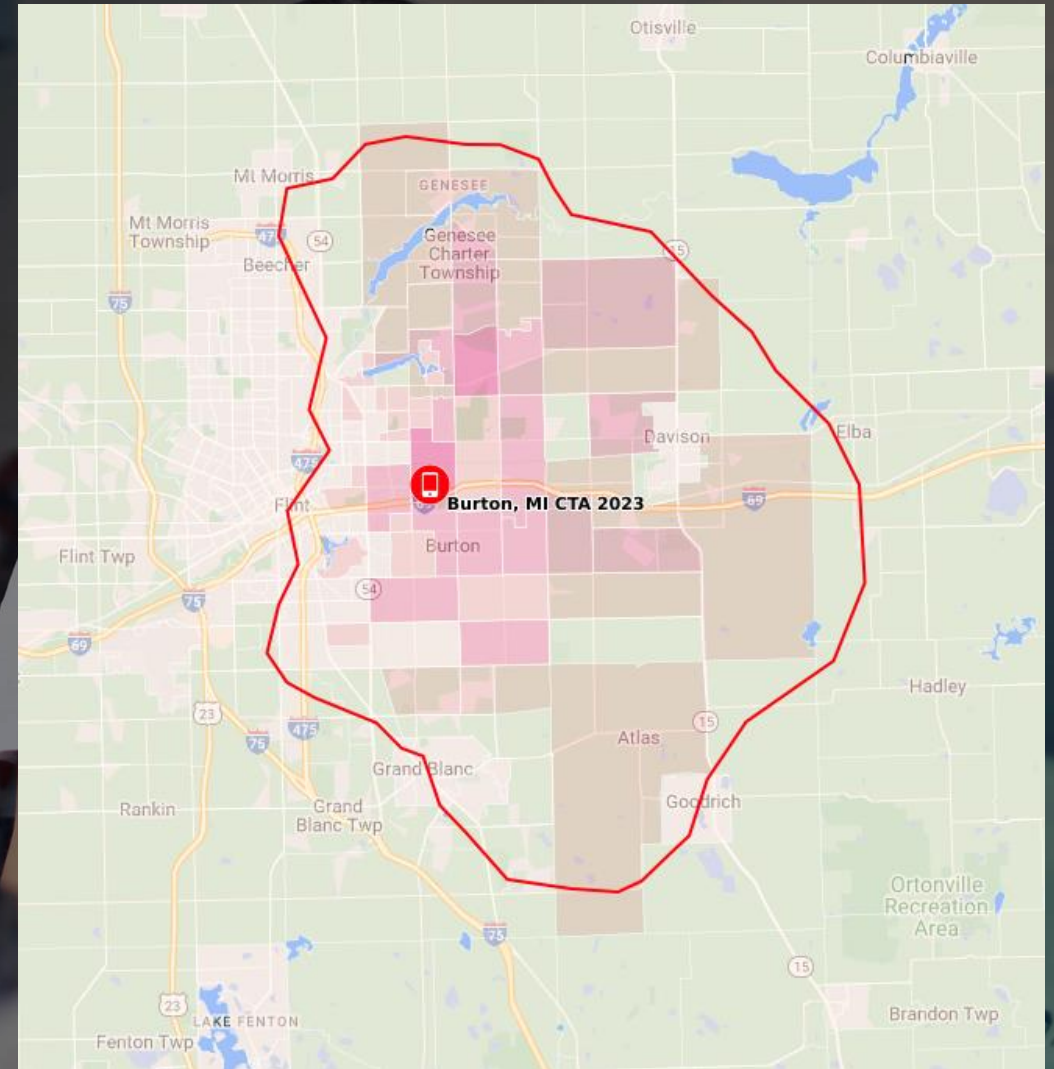 Otisville
Columbiaville
Mt Morris
GENESEE
Mt Morris
Township
475
54
Genesee
Charter
Township
15
Beecher
75
Davison
Elba
475
Flint
69
Burton, MI CTA 2023
69
Flint Twp
Burton
54
75
69
Hadley
23
15
475
75
Atlas
Grand Blanc
Goodrich
Rankin
Grand
Blanc Twp
Ortonville
Recreation
Area
75
15
23
LAKE FENTON
Brandon Twp
Fenton Twp